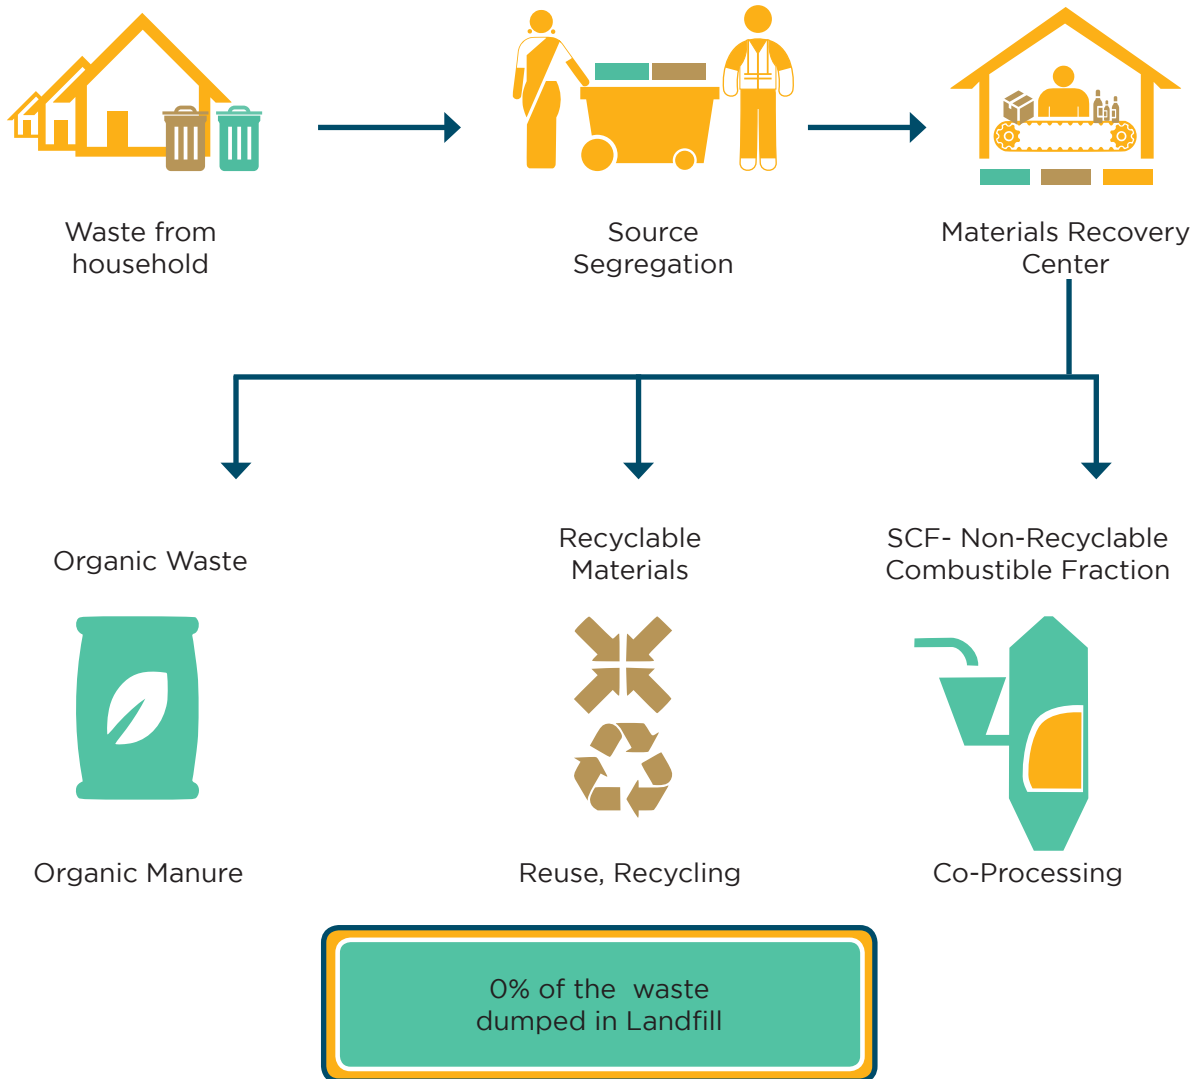 Waste from
household
Source
Segregation
Materials Recovery
Center
Organic Waste
Recyclable
Materials
SCF- Non-Recyclable
Combustible Fraction
Organic Manure
Reuse, Recycling
Co-Processing
0% of the  waste
dumped in Landfill